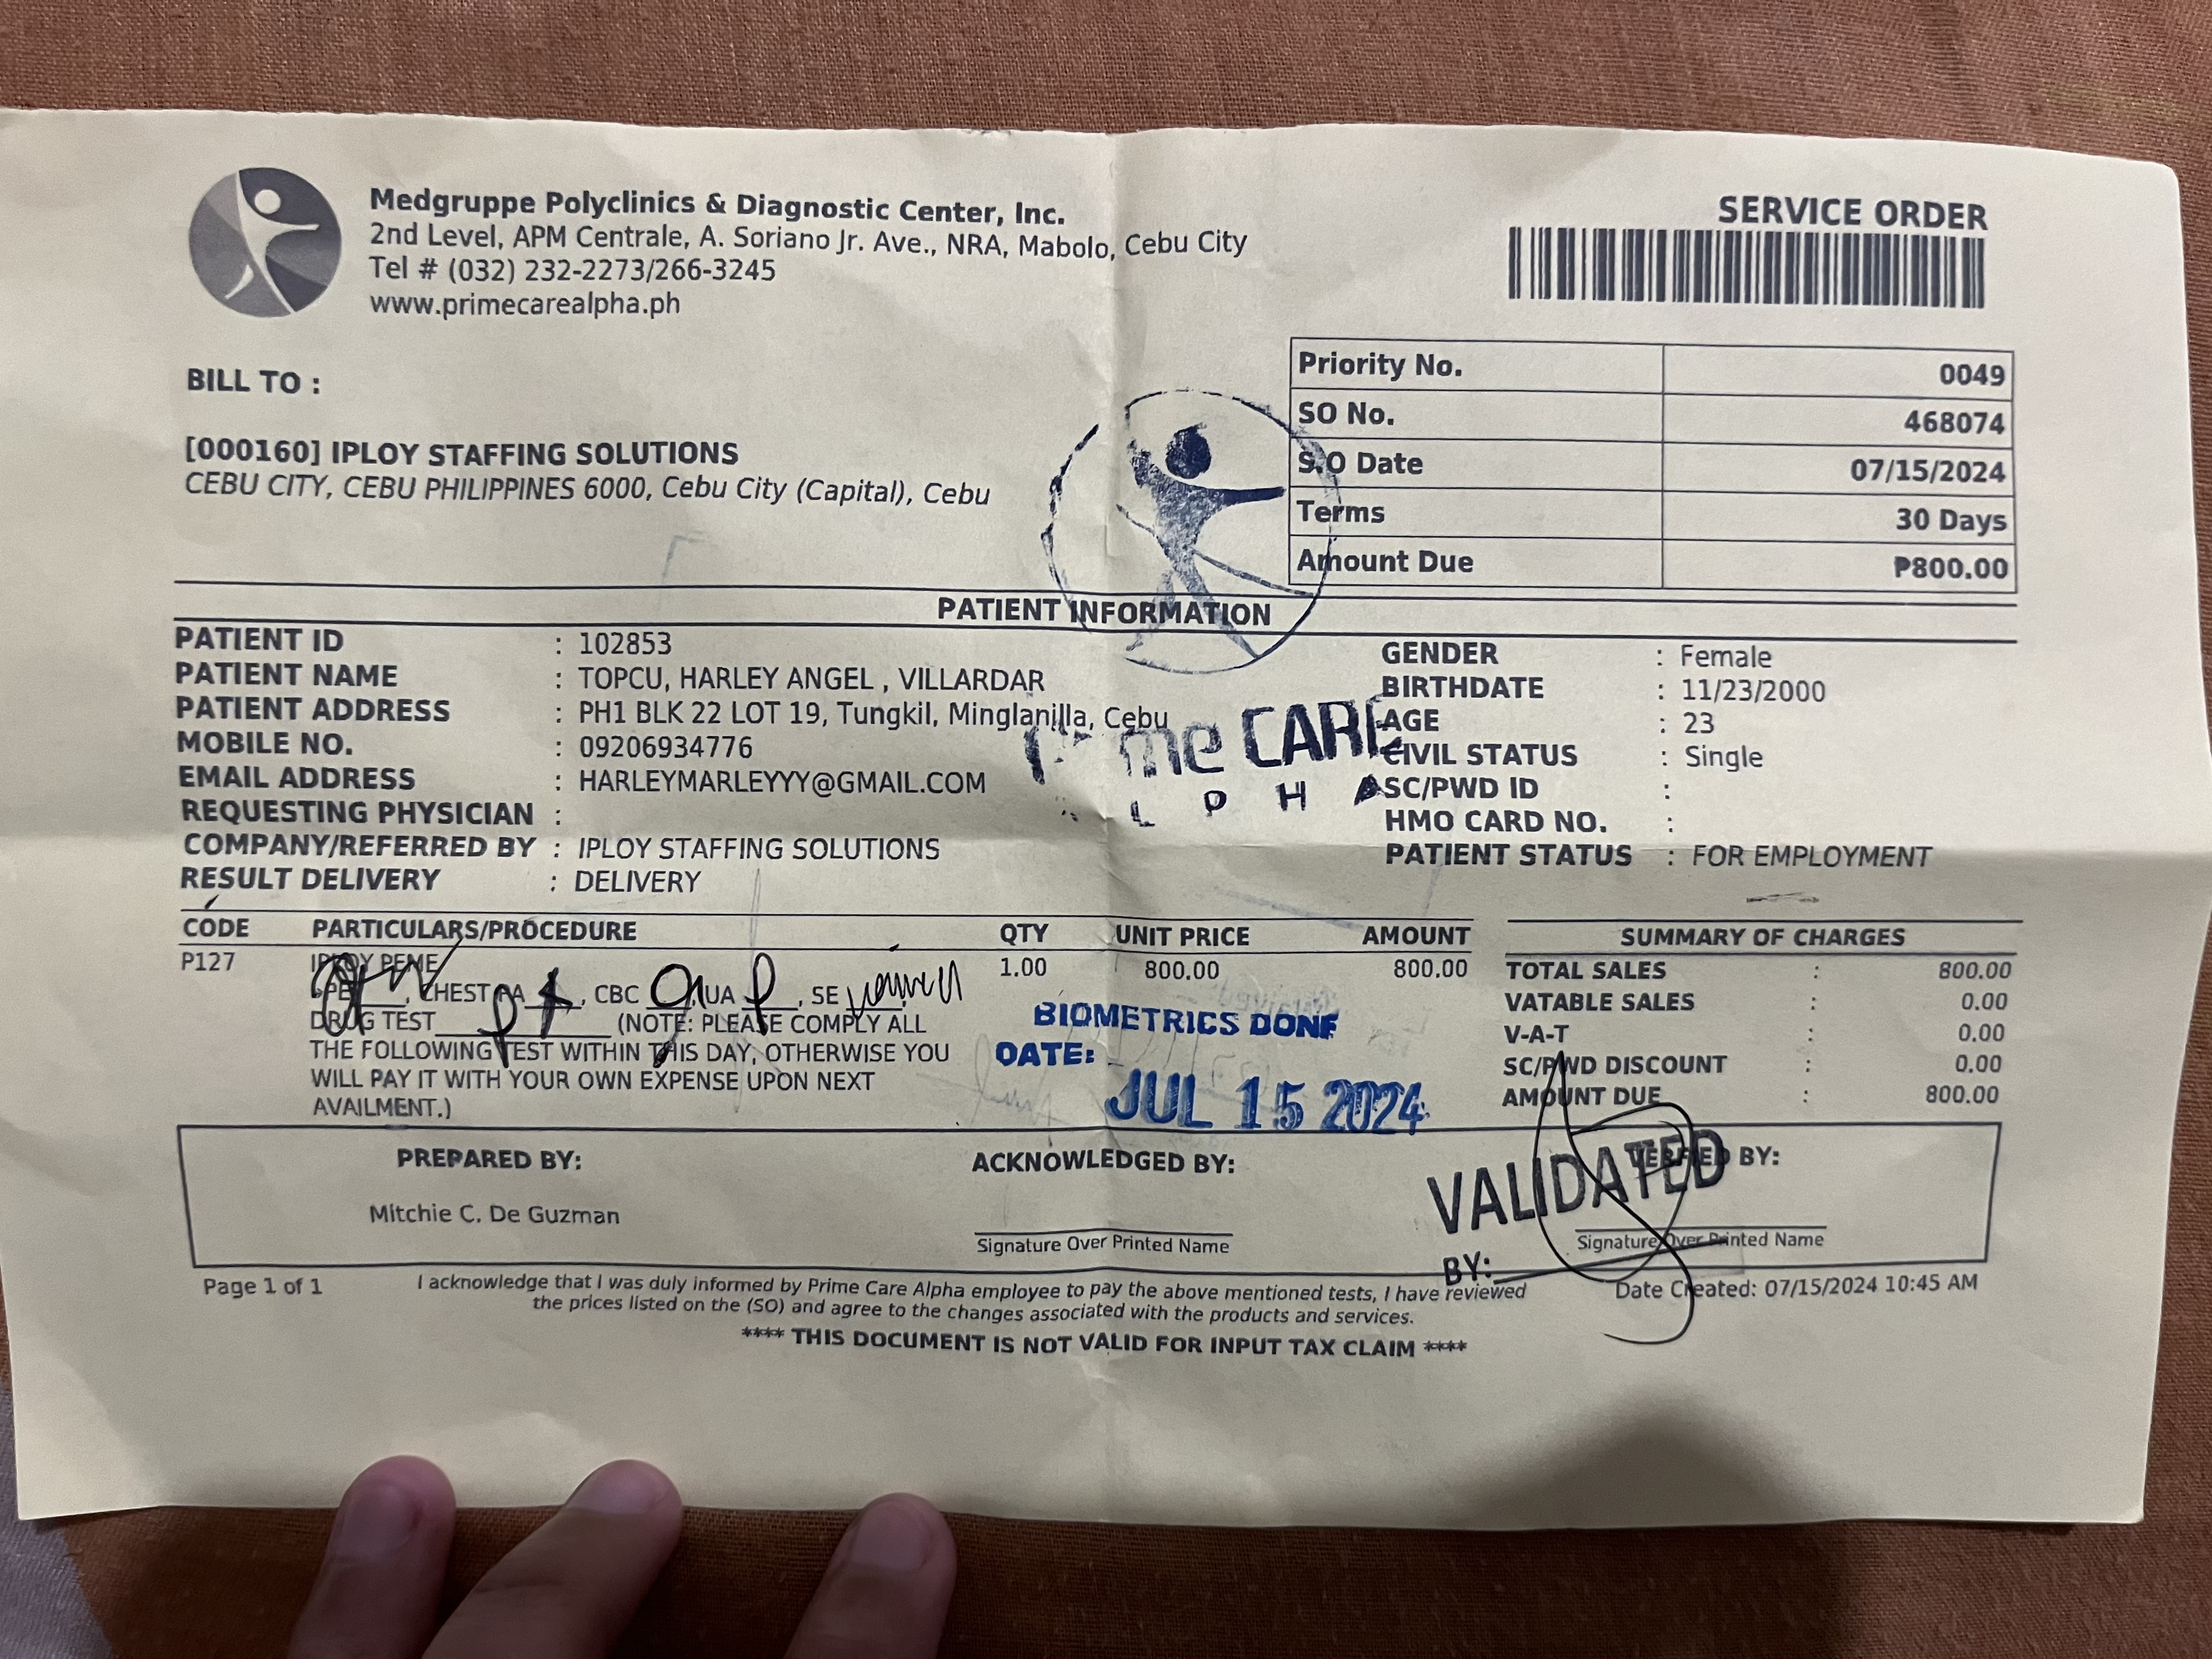 Medgruppe Polyclinics & Diagnostic Center, Inc.
2nd Level, APM Centrale, A. Soriano Jr. Ave., NRA, Mabolo, Cebu City
Tel # (032) 232-2273/266-3245
www.primecarealpha.ph
SERVICE ORDER
BILL TO :
[000160] IPLOY STAFFING SOLUTIONS
CEBU CITY, CEBU PHILIPPINES 6000, Cebu City (Capital), Cebu
Priority No. 0049
SO No. 468074
S.O Date 07/15/2024
Terms 30 Days
Amount Due ₱800.00
PATIENT INFORMATION
PATIENT ID : 102853
PATIENT NAME : TOPCU, HARLEY ANGEL , VILLARDAR
PATIENT ADDRESS : PH1 BLK 22 LOT 19, Tungkil, Minglanilla, Cebu
MOBILE NO. : 09206934776
EMAIL ADDRESS : HARLEYMARLEYYY@GMAIL.COM
REQUESTING PHYSICIAN :
COMPANY/REFERRED BY : IPLOY STAFFING SOLUTIONS
RESULT DELIVERY : DELIVERY
GENDER : Female
BIRTHDATE : 11/23/2000
AGE : 23
CIVIL STATUS : Single
SC/PWD ID :
HMO CARD NO. :
PATIENT STATUS : FOR EMPLOYMENT
CARE
CODE PARTICULARS/PROCEDURE QTY UNIT PRICE AMOUNT
P127 IPLOY PEME 1.00 800.00 800.00
CHEST PA , CBC , UA , SE
DRUG TEST (NOTE: PLEASE COMPLY ALL
THE FOLLOWING TEST WITHIN THIS DAY, OTHERWISE YOU
WILL PAY IT WITH YOUR OWN EXPENSE UPON NEXT
AVAILMENT.)
BIOMETRICS DONE
DATE:
JUL 15 2024
SUMMARY OF CHARGES
TOTAL SALES : 800.00
VATABLE SALES : 0.00
V-A-T : 0.00
SC/PWD DISCOUNT : 0.00
AMOUNT DUE : 800.00
PREPARED BY:
Mitchie C. De Guzman
ACKNOWLEDGED BY:
Signature Over Printed Name
VERIFIED BY:
Signature Over Printed Name
VALIDATED
BY:
Page 1 of 1
I acknowledge that I was duly informed by Prime Care Alpha employee to pay the above mentioned tests, I have reviewed
the prices listed on the (SO) and agree to the changes associated with the products and services.
Date Created: 07/15/2024 10:45 AM
**** THIS DOCUMENT IS NOT VALID FOR INPUT TAX CLAIM ****